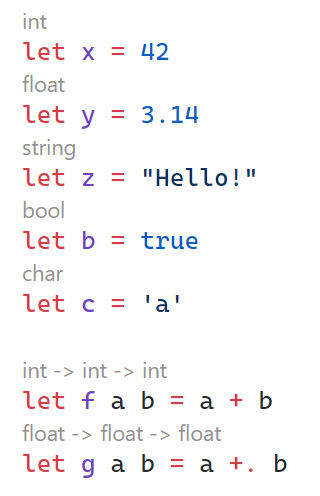 int
let x = 42
float
let y = 3.14
string
let z = "Hello!"
bool
let b = true
char
let c = 'a'
int -> int -> int
let f a b = a + b
float -> float -> float
let g a b = a +. b